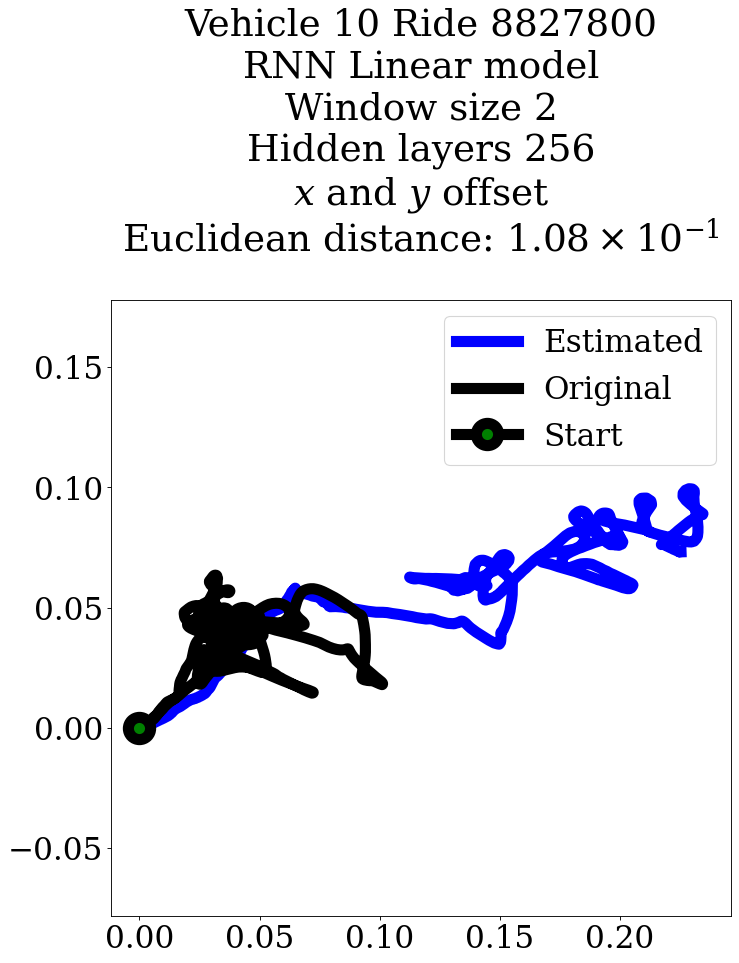 Vehicle 10 Ride 8827800
RNN Linear model
Window size 2
Hidden layers 256
x and y offset
Euclidean distance: 1.08 × 10⁻¹
Estimated
Original
Start
0.15
0.10
0.05
0.00
−0.05
0.00 0.05 0.10 0.15 0.20